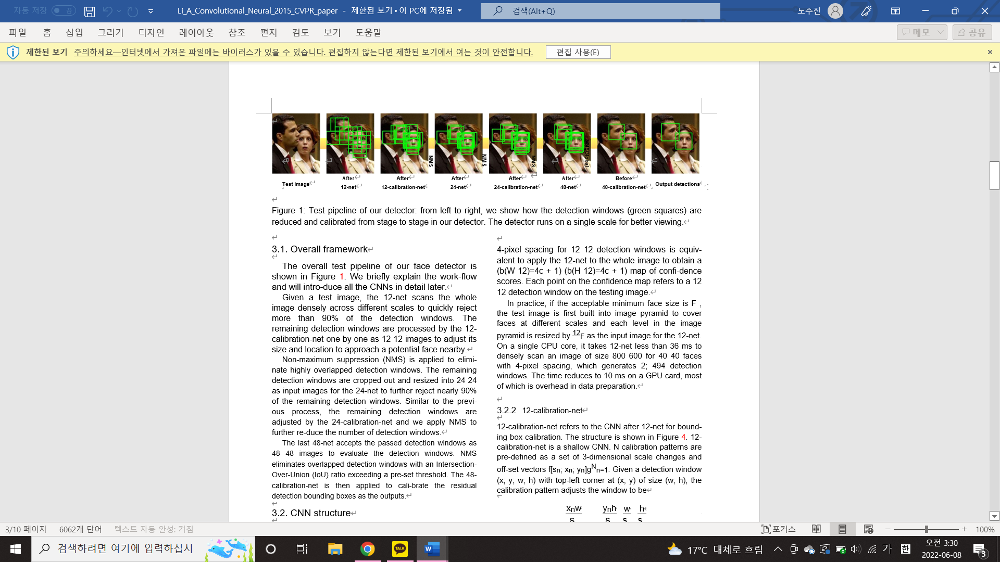 자동 저장 끔 Li_A_Convolutional_Neural_2015_CVPR_paper - 제한된 보기 • 이 PC에 저장됨 검색(Alt+Q) 노수진
파일 홈 삽입 그리기 디자인 레이아웃 참조 편지 검토 보기 도움말 메모 공유
제한된 보기 주의하세요—인터넷에서 가져온 파일에는 바이러스가 있을 수 있습니다. 편집하지 않는다면 제한된 보기에서 여는 것이 안전합니다. 편집 사용(E)
NMS NMS NMS NMSGlobal
Test image After After After After After Before Output detections
12-net 12-calibration-net 24-net 24-calibration-net 48-net 48-calibration-net
Figure 1: Test pipeline of our detector: from left to right, we show how the detection windows (green squares) are
reduced and calibrated from stage to stage in our detector. The detector runs on a single scale for better viewing.
3.1. Overall framework
The overall test pipeline of our face detector is
shown in Figure 1. We briefly explain the work-flow
and will intro-duce all the CNNs in detail later.
Given a test image, the 12-net scans the whole
image densely across different scales to quickly reject
more than 90% of the detection windows. The
remaining detection windows are processed by the 12-
calibration-net one by one as 12 12 images to adjust its
size and location to approach a potential face nearby.
Non-maximum suppression (NMS) is applied to elimi-
nate highly overlapped detection windows. The remaining
detection windows are cropped out and resized into 24 24
as input images for the 24-net to further reject nearly 90%
of the remaining detection windows. Similar to the previ-
ous process, the remaining detection windows are
adjusted by the 24-calibration-net and we apply NMS to
further re-duce the number of detection windows.
The last 48-net accepts the passed detection windows as
48 48 images to evaluate the detection windows. NMS
eliminates overlapped detection windows with an Intersection-
Over-Union (IoU) ratio exceeding a pre-set threshold. The 48-
calibration-net is then applied to cali-brate the residual
detection bounding boxes as the outputs.
3.2. CNN structure
4-pixel spacing for 12 12 detection windows is equiv-
alent to apply the 12-net to the whole image to obtain a
(b(W 12)=4c + 1) (b(H 12)=4c + 1) map of confi-dence
scores. Each point on the confidence map refers to a 12
12 detection window on the testing image.
In practice, if the acceptable minimum face size is F ,
the test image is first built into image pyramid to cover
faces at different scales and each level in the image
pyramid is resized by 12F as the input image for the 12-net.
On a single CPU core, it takes 12-net less than 36 ms to
densely scan an image of size 800 600 for 40 40 faces
with 4-pixel spacing, which generates 2; 494 detection
windows. The time reduces to 10 ms on a GPU card, most
of which is overhead in data preparation.
3.2.2 12-calibration-net
12-calibration-net refers to the CNN after 12-net for bound-
ing box calibration. The structure is shown in Figure 4. 12-
calibration-net is a shallow CNN. N calibration patterns are
pre-defined as a set of 3-dimensional scale changes and
off-set vectors f[sn; xn; yn]gNn=1. Given a detection window
(x; y; w; h) with top-left corner at (x; y) of size (w; h), the
calibration pattern adjusts the window to be
xnw ynh w h
s s s s
3/10 페이지 6062개 단어 텍스트 자동 완성: 켜짐 포커스 100%
검색하려면 여기에 입력하십시 TALK 17°C 대체로 흐림 가 한 오전 3:30
2022-06-08 3